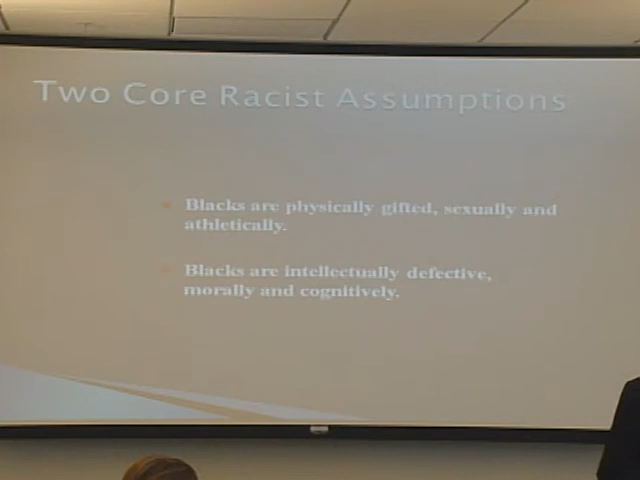 Two Core Racist Assumptions
Blacks are physically gifted, sexually and
athletically.
Blacks are intellectually defective,
morally and cognitively.